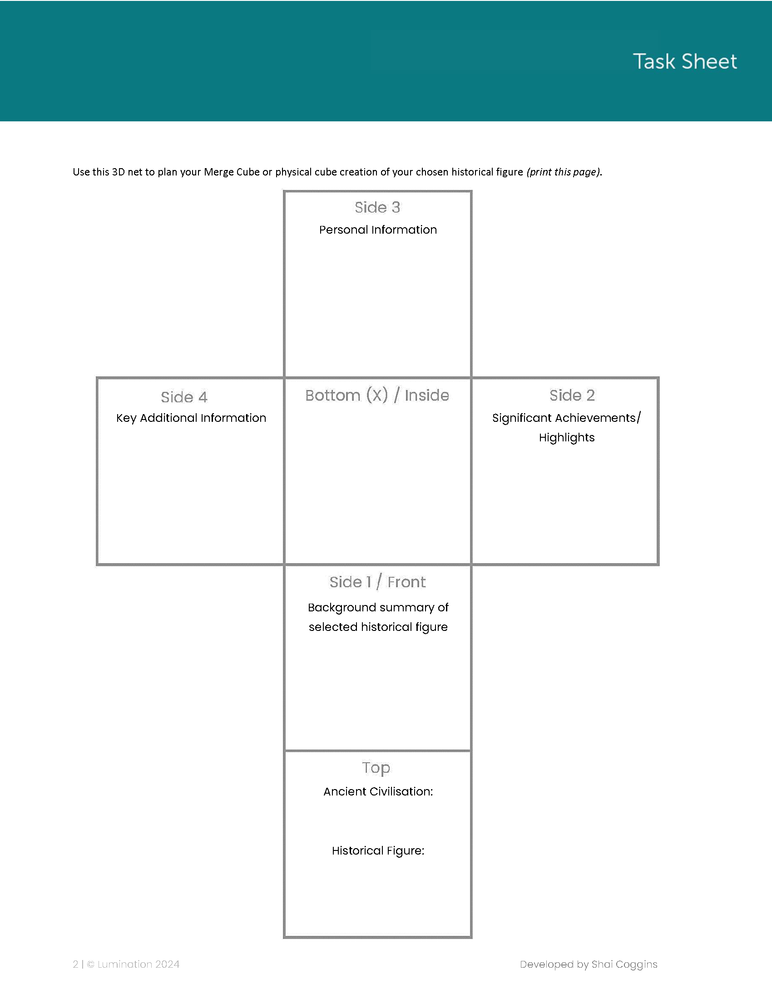 Task Sheet
Use this 3D net to plan your Merge Cube or physical cube creation of your chosen historical figure (print this page).
Side 3
Personal Information
Side 4
Key Additional Information
Bottom (X) / Inside
Side 2
Significant Achievements/
Highlights
Side 1 / Front
Background summary of
selected historical figure
Top
Ancient Civilisation:
Historical Figure:
2 | © Lumination 2024
Developed by Shai Coggins